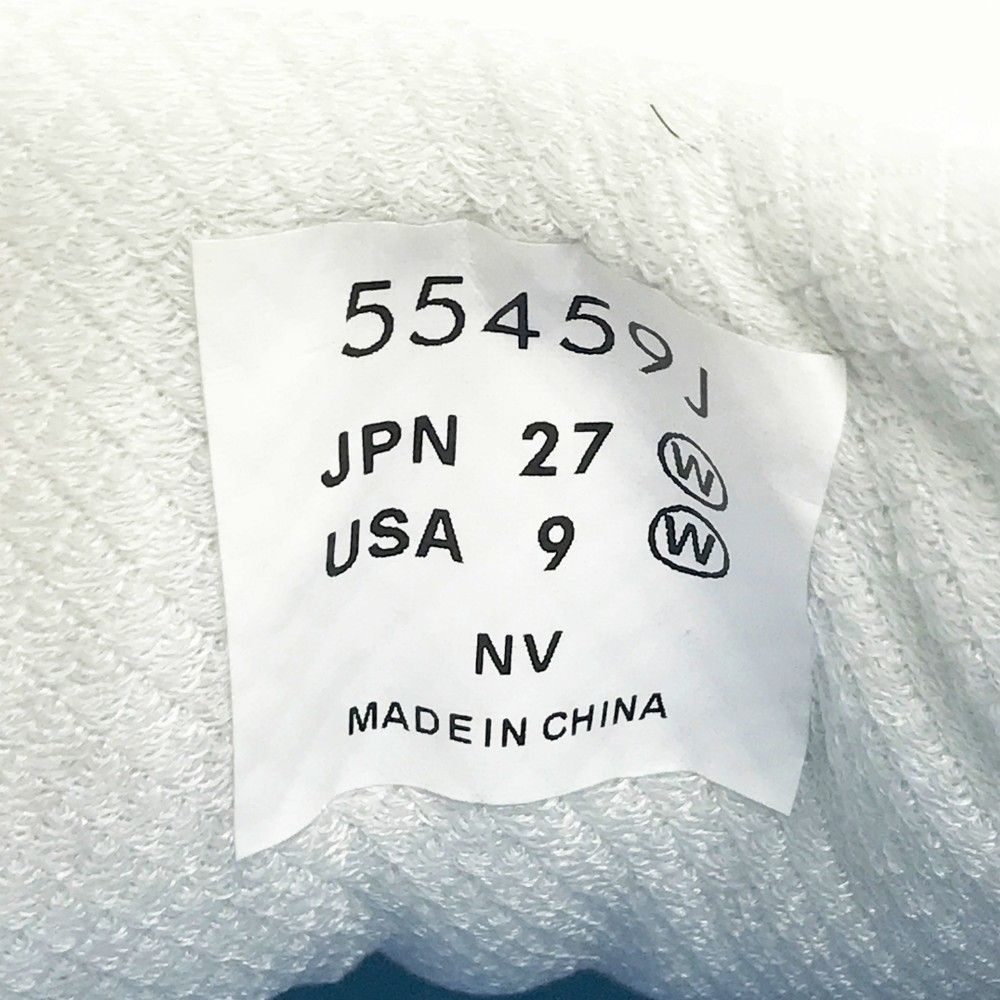 55459J
JPN 27 Ⓦ
USA 9 Ⓦ
NV
MADE IN CHINA